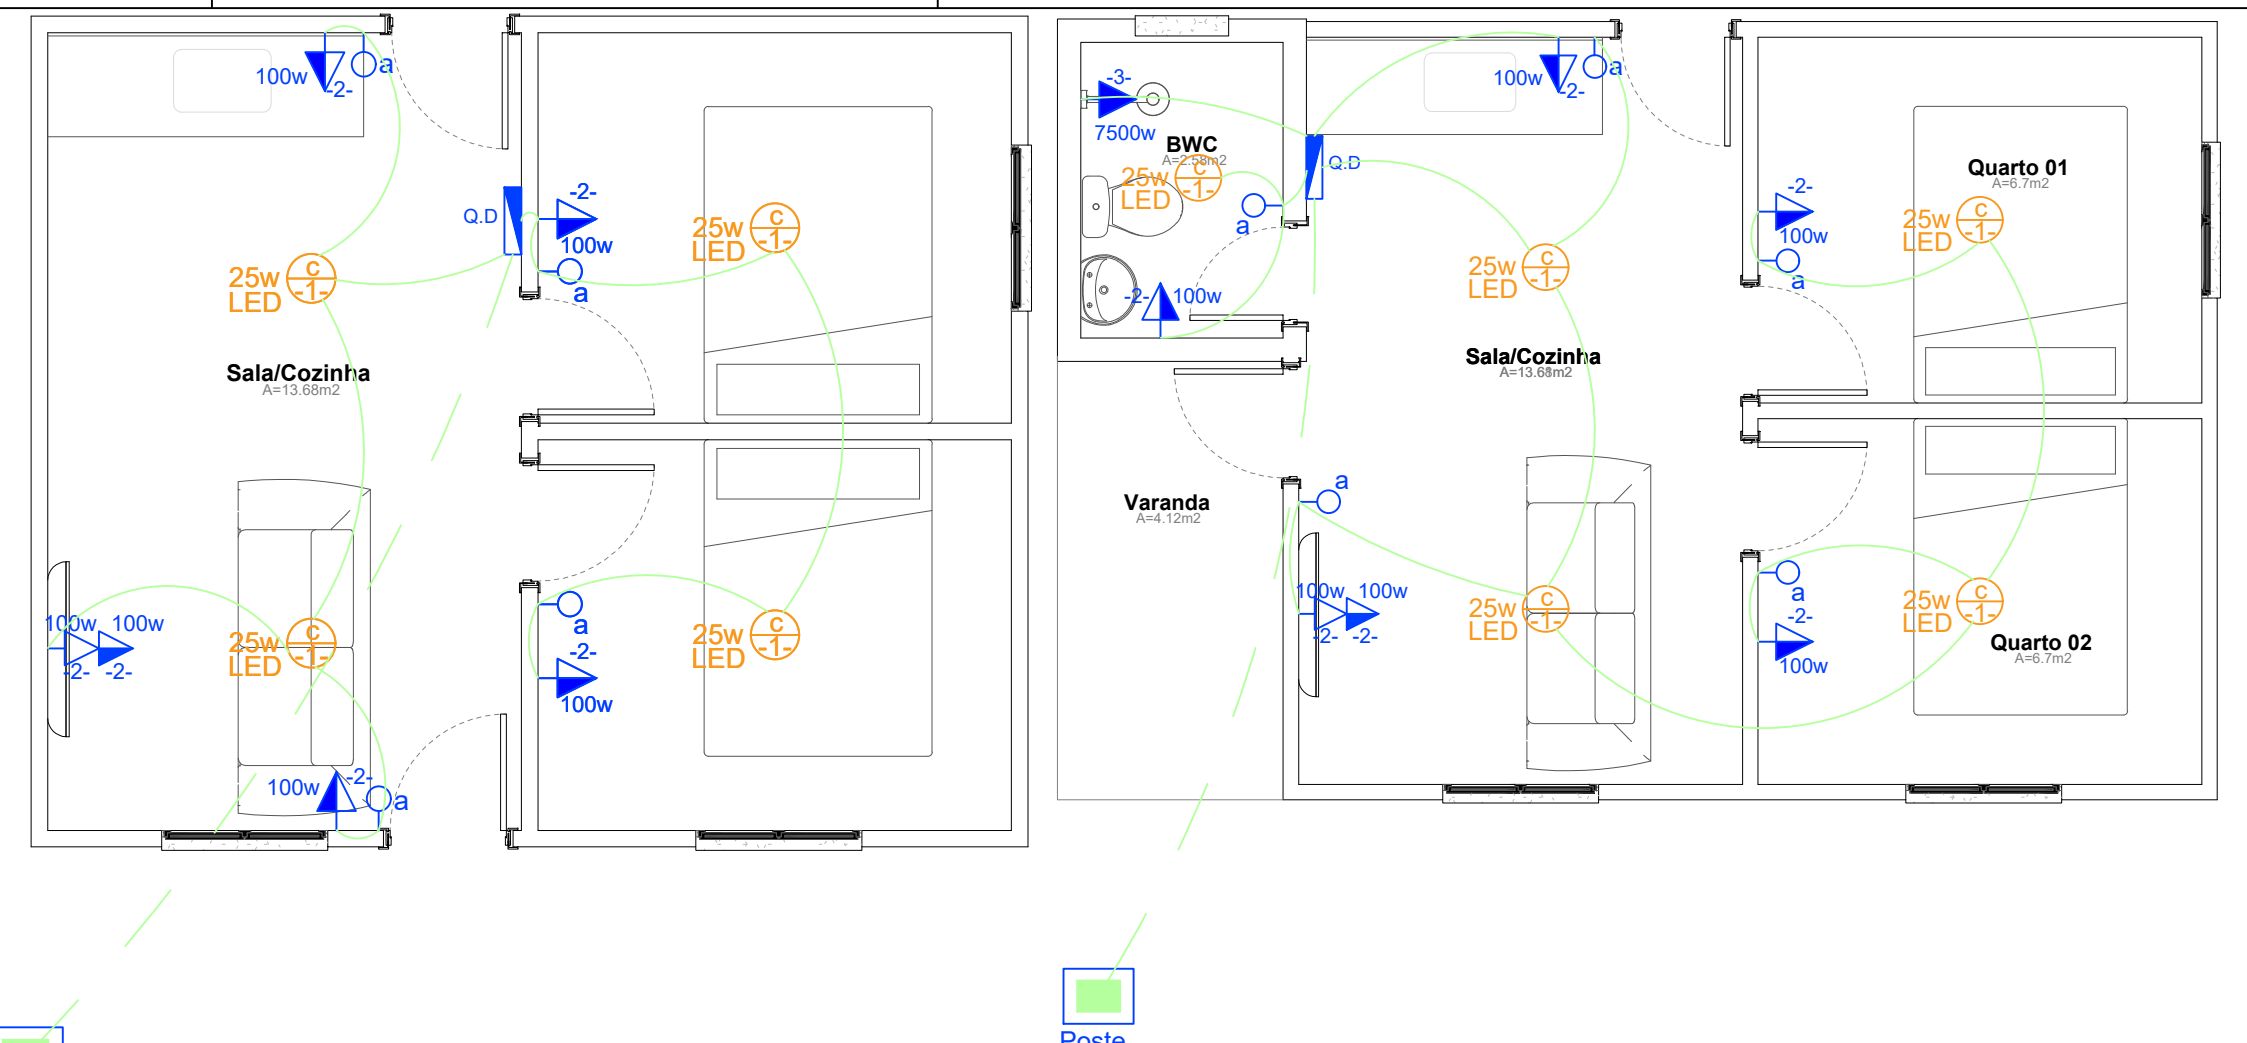 100w
-2-
a
Q.D
-2-
100w
a
25w
LED
C
-1-
25w
LED
C
-1-
Sala/Cozinha
A=13.68m2
100w
100w
-2-
-2-
25w
LED
C
-1-
100w
-2-
a
a
-2-
100w
25w
LED
C
-1-
-3-
7500w
BWC
A=2.58m2
25w
LED
C
-1-
a
-2-
100w
Q.D
100w
-2-
a
25w
LED
C
-1-
Sala/Cozinha
A=13.68m2
Varanda
A=4.12m2
a
100w
100w
-2-
-2-
25w
LED
C
-1-
Quarto 01
A=6.7m2
-2-
100w
a
25w
LED
C
-1-
a
-2-
100w
25w
LED
C
-1-
Quarto 02
A=6.7m2
Poste